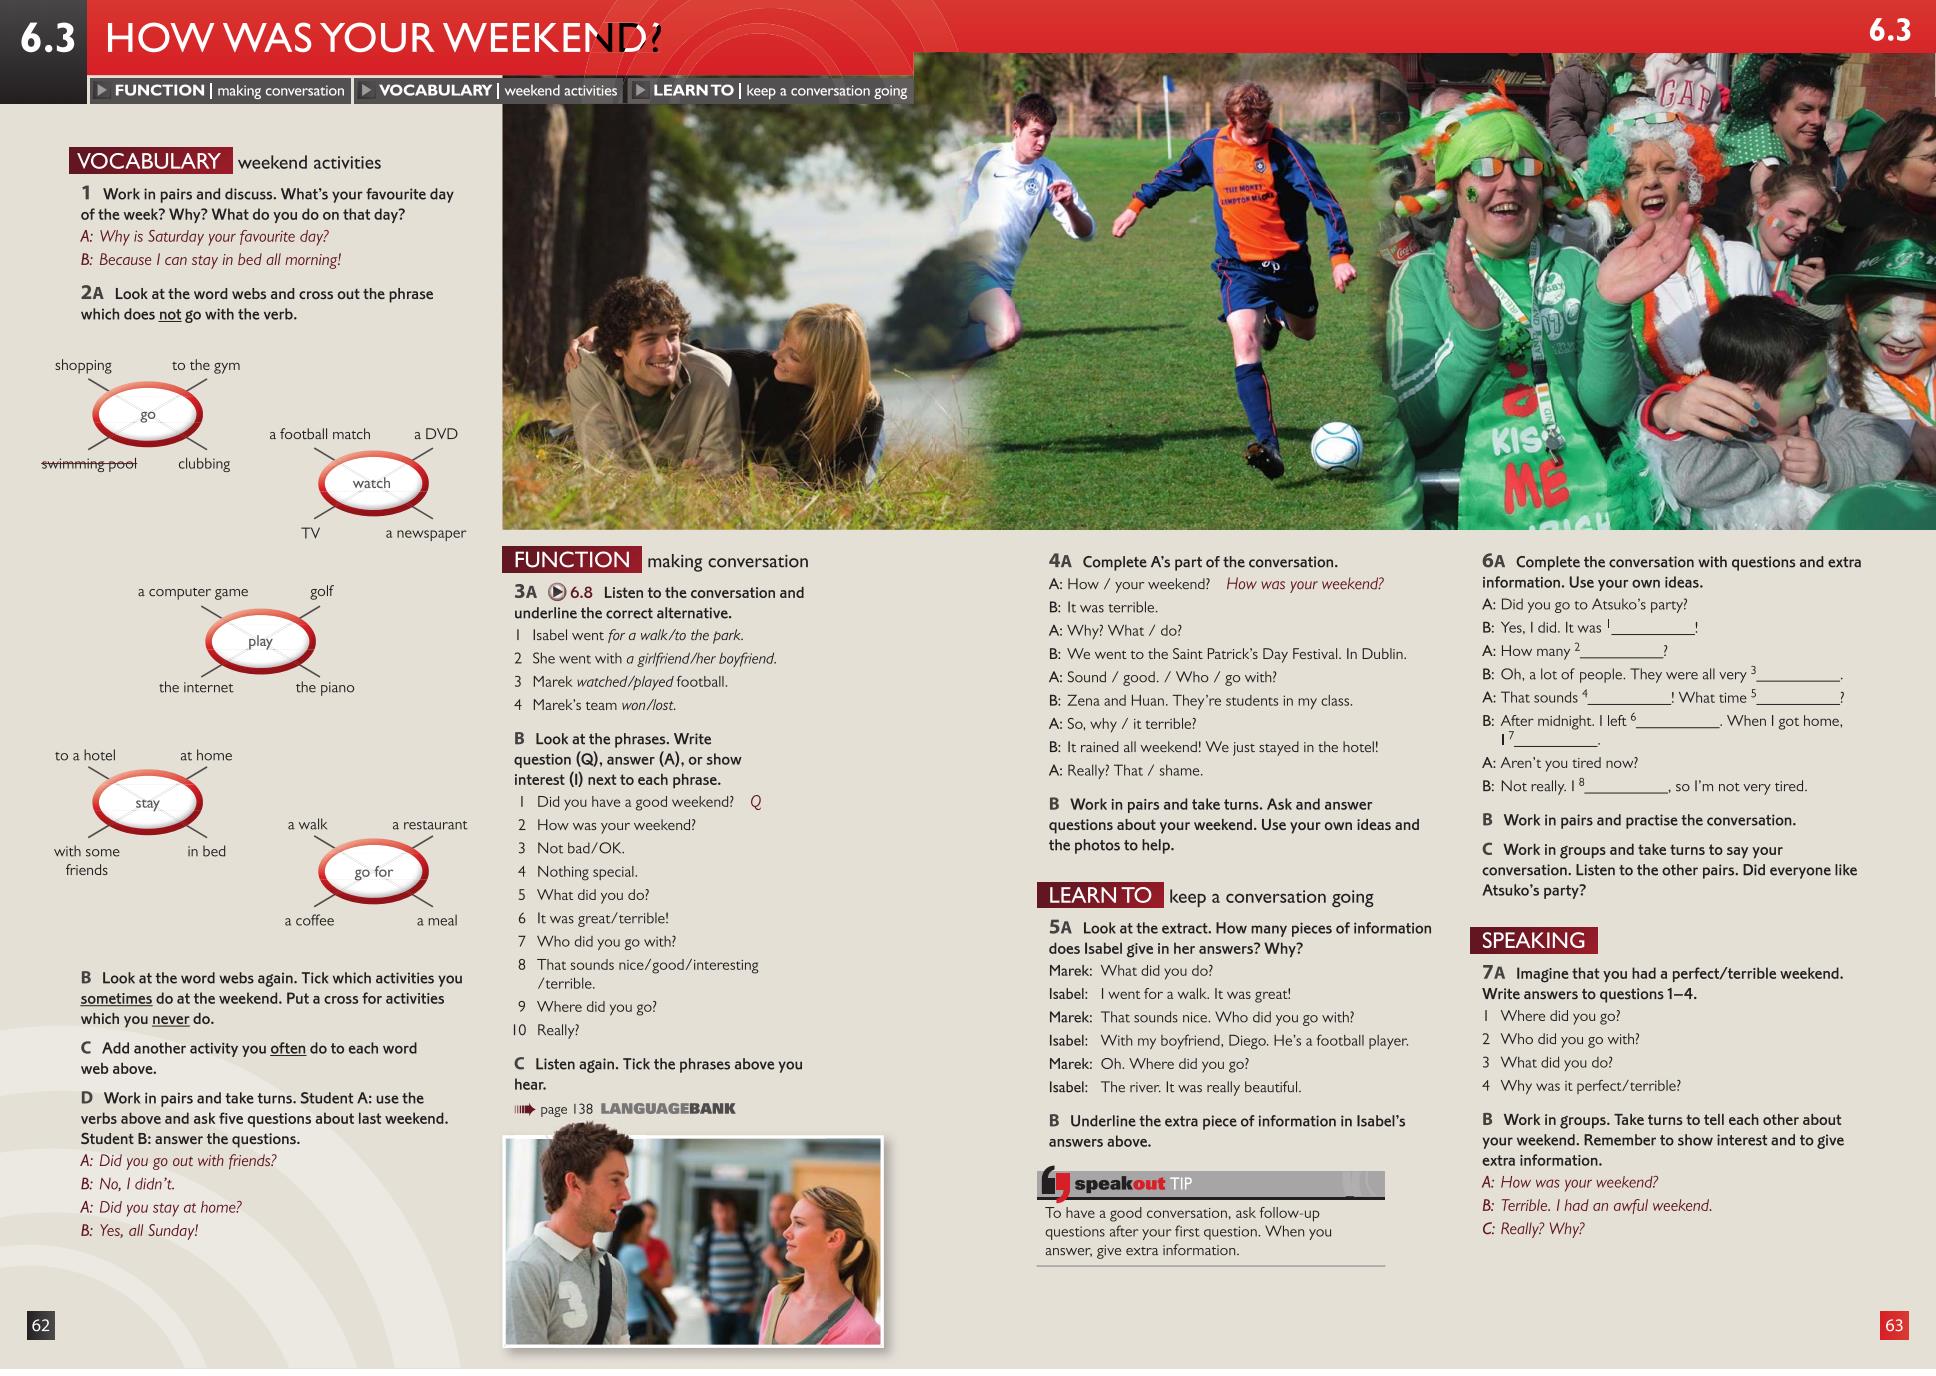 6.3
HOW WAS YOUR WEEKEND?
6.3
FUNCTION | making conversation
VOCABULARY | weekend activities
LEARN TO | keep a conversation going
VOCABULARY weekend activities
1 Work in pairs and discuss. What's your favourite day
of the week? Why? What do you do on that day?
A: Why is Saturday your favourite day?
B: Because I can stay in bed all morning!
2A Look at the word webs and cross out the phrase
which does not go with the verb.
shopping
to the gym
go
swimming pool
clubbing
a football match
a DVD
watch
TV
a newspaper
a computer game
golf
play
the internet
the piano
to a hotel
at home
stay
with some
friends
in bed
a walk
a restaurant
go for
a coffee
a meal
B Look at the word webs again. Tick which activities you
sometimes do at the weekend. Put a cross for activities
which you never do.
C Add another activity you often do to each word
web above.
D Work in pairs and take turns. Student A: use the
verbs above and ask five questions about last weekend.
Student B: answer the questions.
A: Did you go out with friends?
B: No, I didn't.
A: Did you stay at home?
B: Yes, all Sunday!
62
GAP
KISS
ME
IRISH
FUNCTION making conversation
3A 6.8 Listen to the conversation and
underline the correct alternative.
1 Isabel went for a walk/to the park.
2 She went with a girlfriend/her boyfriend.
3 Marek watched/played football.
4 Marek's team won/lost.
B Look at the phrases. Write
question (Q), answer (A), or show
interest (I) next to each phrase.
1 Did you have a good weekend? Q
2 How was your weekend?
3 Not bad/OK.
4 Nothing special.
5 What did you do?
6 It was great/terrible!
7 Who did you go with?
8 That sounds nice/good/interesting
/terrible.
9 Where did you go?
10 Really?
C Listen again. Tick the phrases above you
hear.
page 138 LANGUAGEBANK
3
4A Complete A's part of the conversation.
A: How / your weekend? How was your weekend?
B: It was terrible.
A: Why? What / do?
B: We went to the Saint Patrick's Day Festival. In Dublin.
A: Sound / good. / Who / go with?
B: Zena and Huan. They're students in my class.
A: So, why / it terrible?
B: It rained all weekend! We just stayed in the hotel!
A: Really? That / shame.
B Work in pairs and take turns. Ask and answer
questions about your weekend. Use your own ideas and
the photos to help.
LEARN TO keep a conversation going
5A Look at the extract. How many pieces of information
does Isabel give in her answers? Why?
Marek: What did you do?
Isabel: I went for a walk. It was great!
Marek: That sounds nice. Who did you go with?
Isabel: With my boyfriend, Diego. He's a football player.
Marek: Oh. Where did you go?
Isabel: The river. It was really beautiful.
B Underline the extra piece of information in Isabel's
answers above.
speakout TIP
To have a good conversation, ask follow-up
questions after your first question. When you
answer, give extra information.
6A Complete the conversation with questions and extra
information. Use your own ideas.
A: Did you go to Atsuko's party?
B: Yes, I did. It was 1__________!
A: How many 2__________?
B: Oh, a lot of people. They were all very 3__________.
A: That sounds 4__________! What time 5__________?
B: After midnight. I left 6__________. When I got home,
I 7__________.
A: Aren't you tired now?
B: Not really. I 8__________, so I'm not very tired.
B Work in pairs and practise the conversation.
C Work in groups and take turns to say your
conversation. Listen to the other pairs. Did everyone like
Atsuko's party?
SPEAKING
7A Imagine that you had a perfect/terrible weekend.
Write answers to questions 1–4.
1 Where did you go?
2 Who did you go with?
3 What did you do?
4 Why was it perfect/terrible?
B Work in groups. Take turns to tell each other about
your weekend. Remember to show interest and to give
extra information.
A: How was your weekend?
B: Terrible. I had an awful weekend.
C: Really? Why?
63